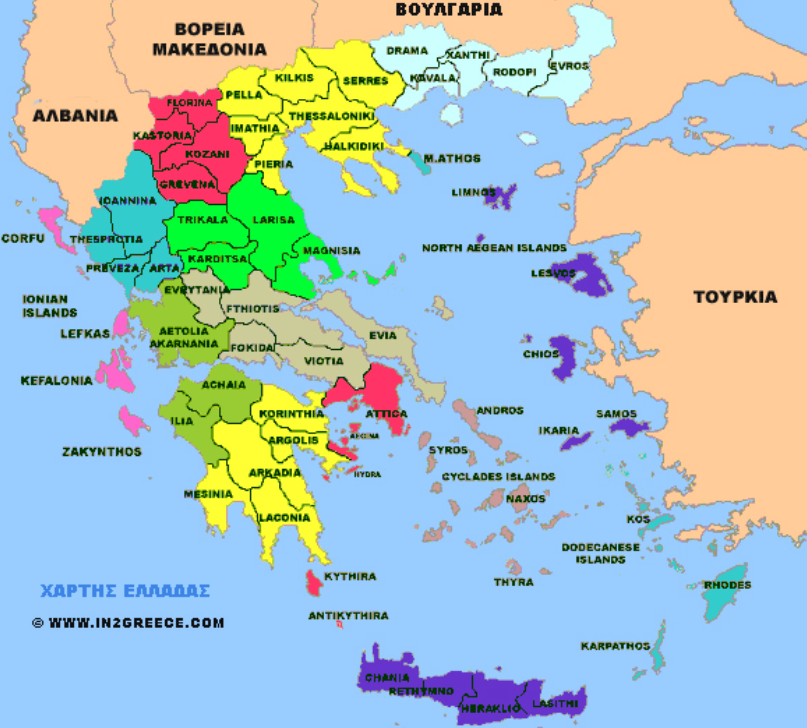 ΒΟΥΛΓΑΡΙΑ
ΒΟΡΕΙΑ
ΜΑΚΕΔΟΝΙΑ
ΑΛΒΑΝΙΑ
ΤΟΥΡΚΙΑ
DRAMA
XANTHI
KAVALA
RODOPI
EVROS
KILKIS
SERRES
PELLA
FLORINA
THESSALONIKI
IMATHIA
KASTORIA
HALKIDIKI
KOZANI
PIERIA
M.ATHOS
GREVENA
LIMNOS
IOANNINA
TRIKALA
LARISA
CORFU
THESPROTIA
MAGNISIA
NORTH AEGEAN ISLANDS
KARDITSA
PREVEZA
ARTA
LESVOS
EVRYTANIA
IONIAN
ISLANDS
FTHIOTIS
LEFKAS
AETOLIA
AKARNANIA
EVIA
FOKIDA
VIOTIA
CHIOS
KEFALONIA
ACHAIA
ILIA
KORINTHIA
ATTICA
ANDROS
SAMOS
IKARIA
AEGINA
ARGOLIS
ZAKYNTHOS
SYROS
HYDRA
ARKADIA
CYCLADES ISLANDS
MESINIA
NAXOS
LACONIA
KOS
DODECANESE
ISLANDS
KYTHIRA
THYRA
RHODES
ΧΑΡΤΗΣ ΕΛΛΑΔΑΣ
© WWW.IN2GREECE.COM
ANTIKYTHIRA
KARPATHOS
CHANIA
RETHYMNO
HERAKLIO
LASITHI